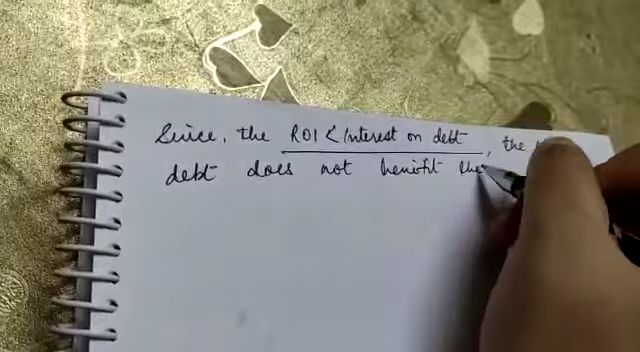 Since, the ROI < Interest on debt, the
debt does not benefit the